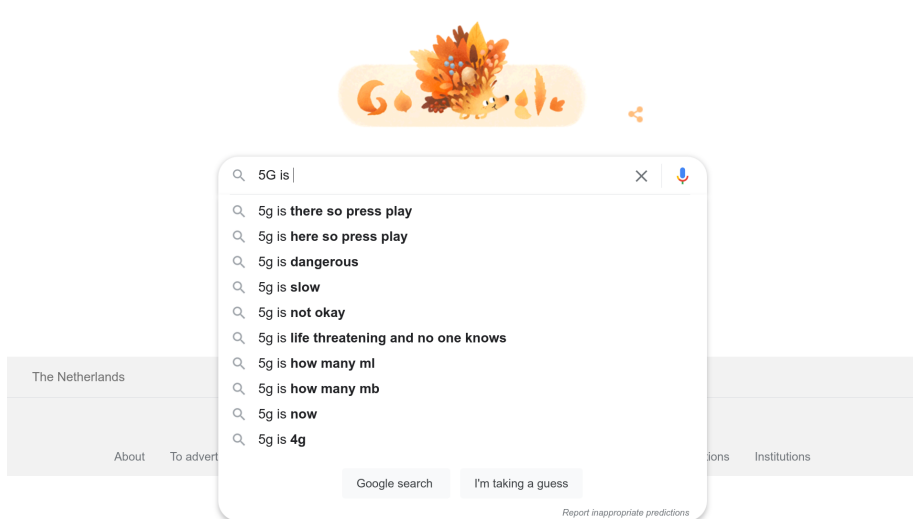 Google
5G is
5g is there so press play
5g is here so press play
5g is dangerous
5g is slow
5g is not okay
5g is life threatening and no one knows
5g is how many ml
5g is how many mb
5g is now
5g is 4g
The Netherlands
About To advert ions Institutions
Google search I'm taking a guess
Report inappropriate predictions